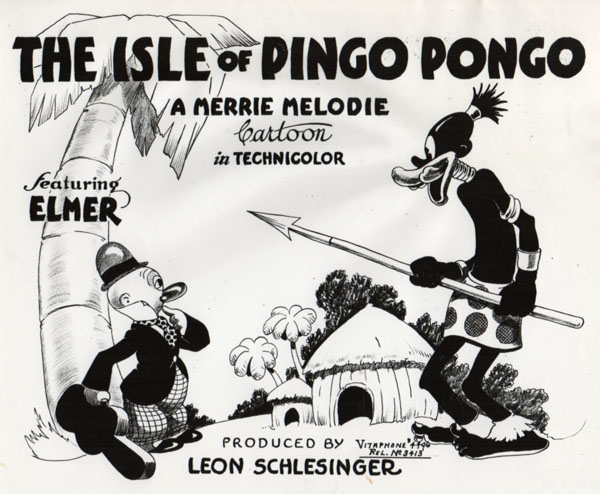 THE ISLE OF PINGO PONGO
A MERRIE MELODIE
Cartoon
in TECHNICOLOR
featuring
ELMER
PRODUCED BY
VITAPHONE
REL. Nº 3413
LEON SCHLESINGER